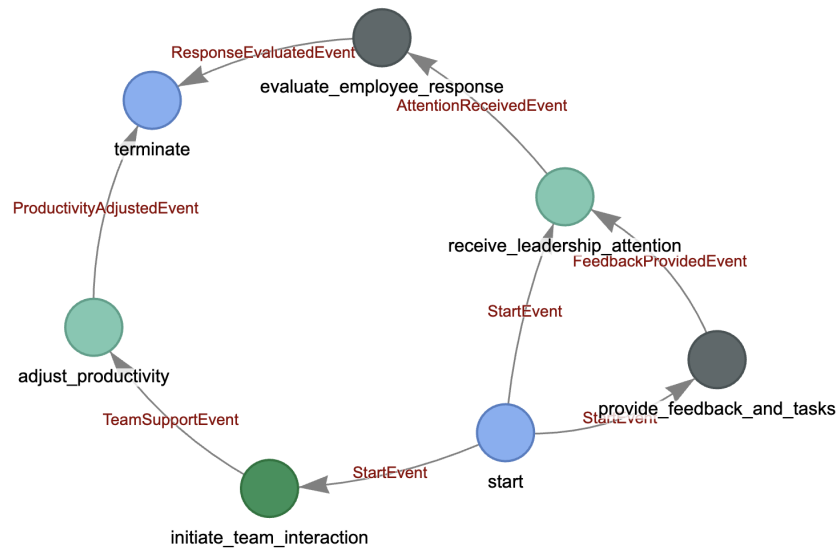 ResponseEvaluatedEvent
evaluate_employee_response
AttentionReceivedEvent
terminate
ProductivityAdjustedEvent
receive_leadership_attention
FeedbackProvidedEvent
StartEvent
adjust_productivity
provide_feedback_and_tasks
StartEvent
TeamSupportEvent
StartEvent
start
initiate_team_interaction